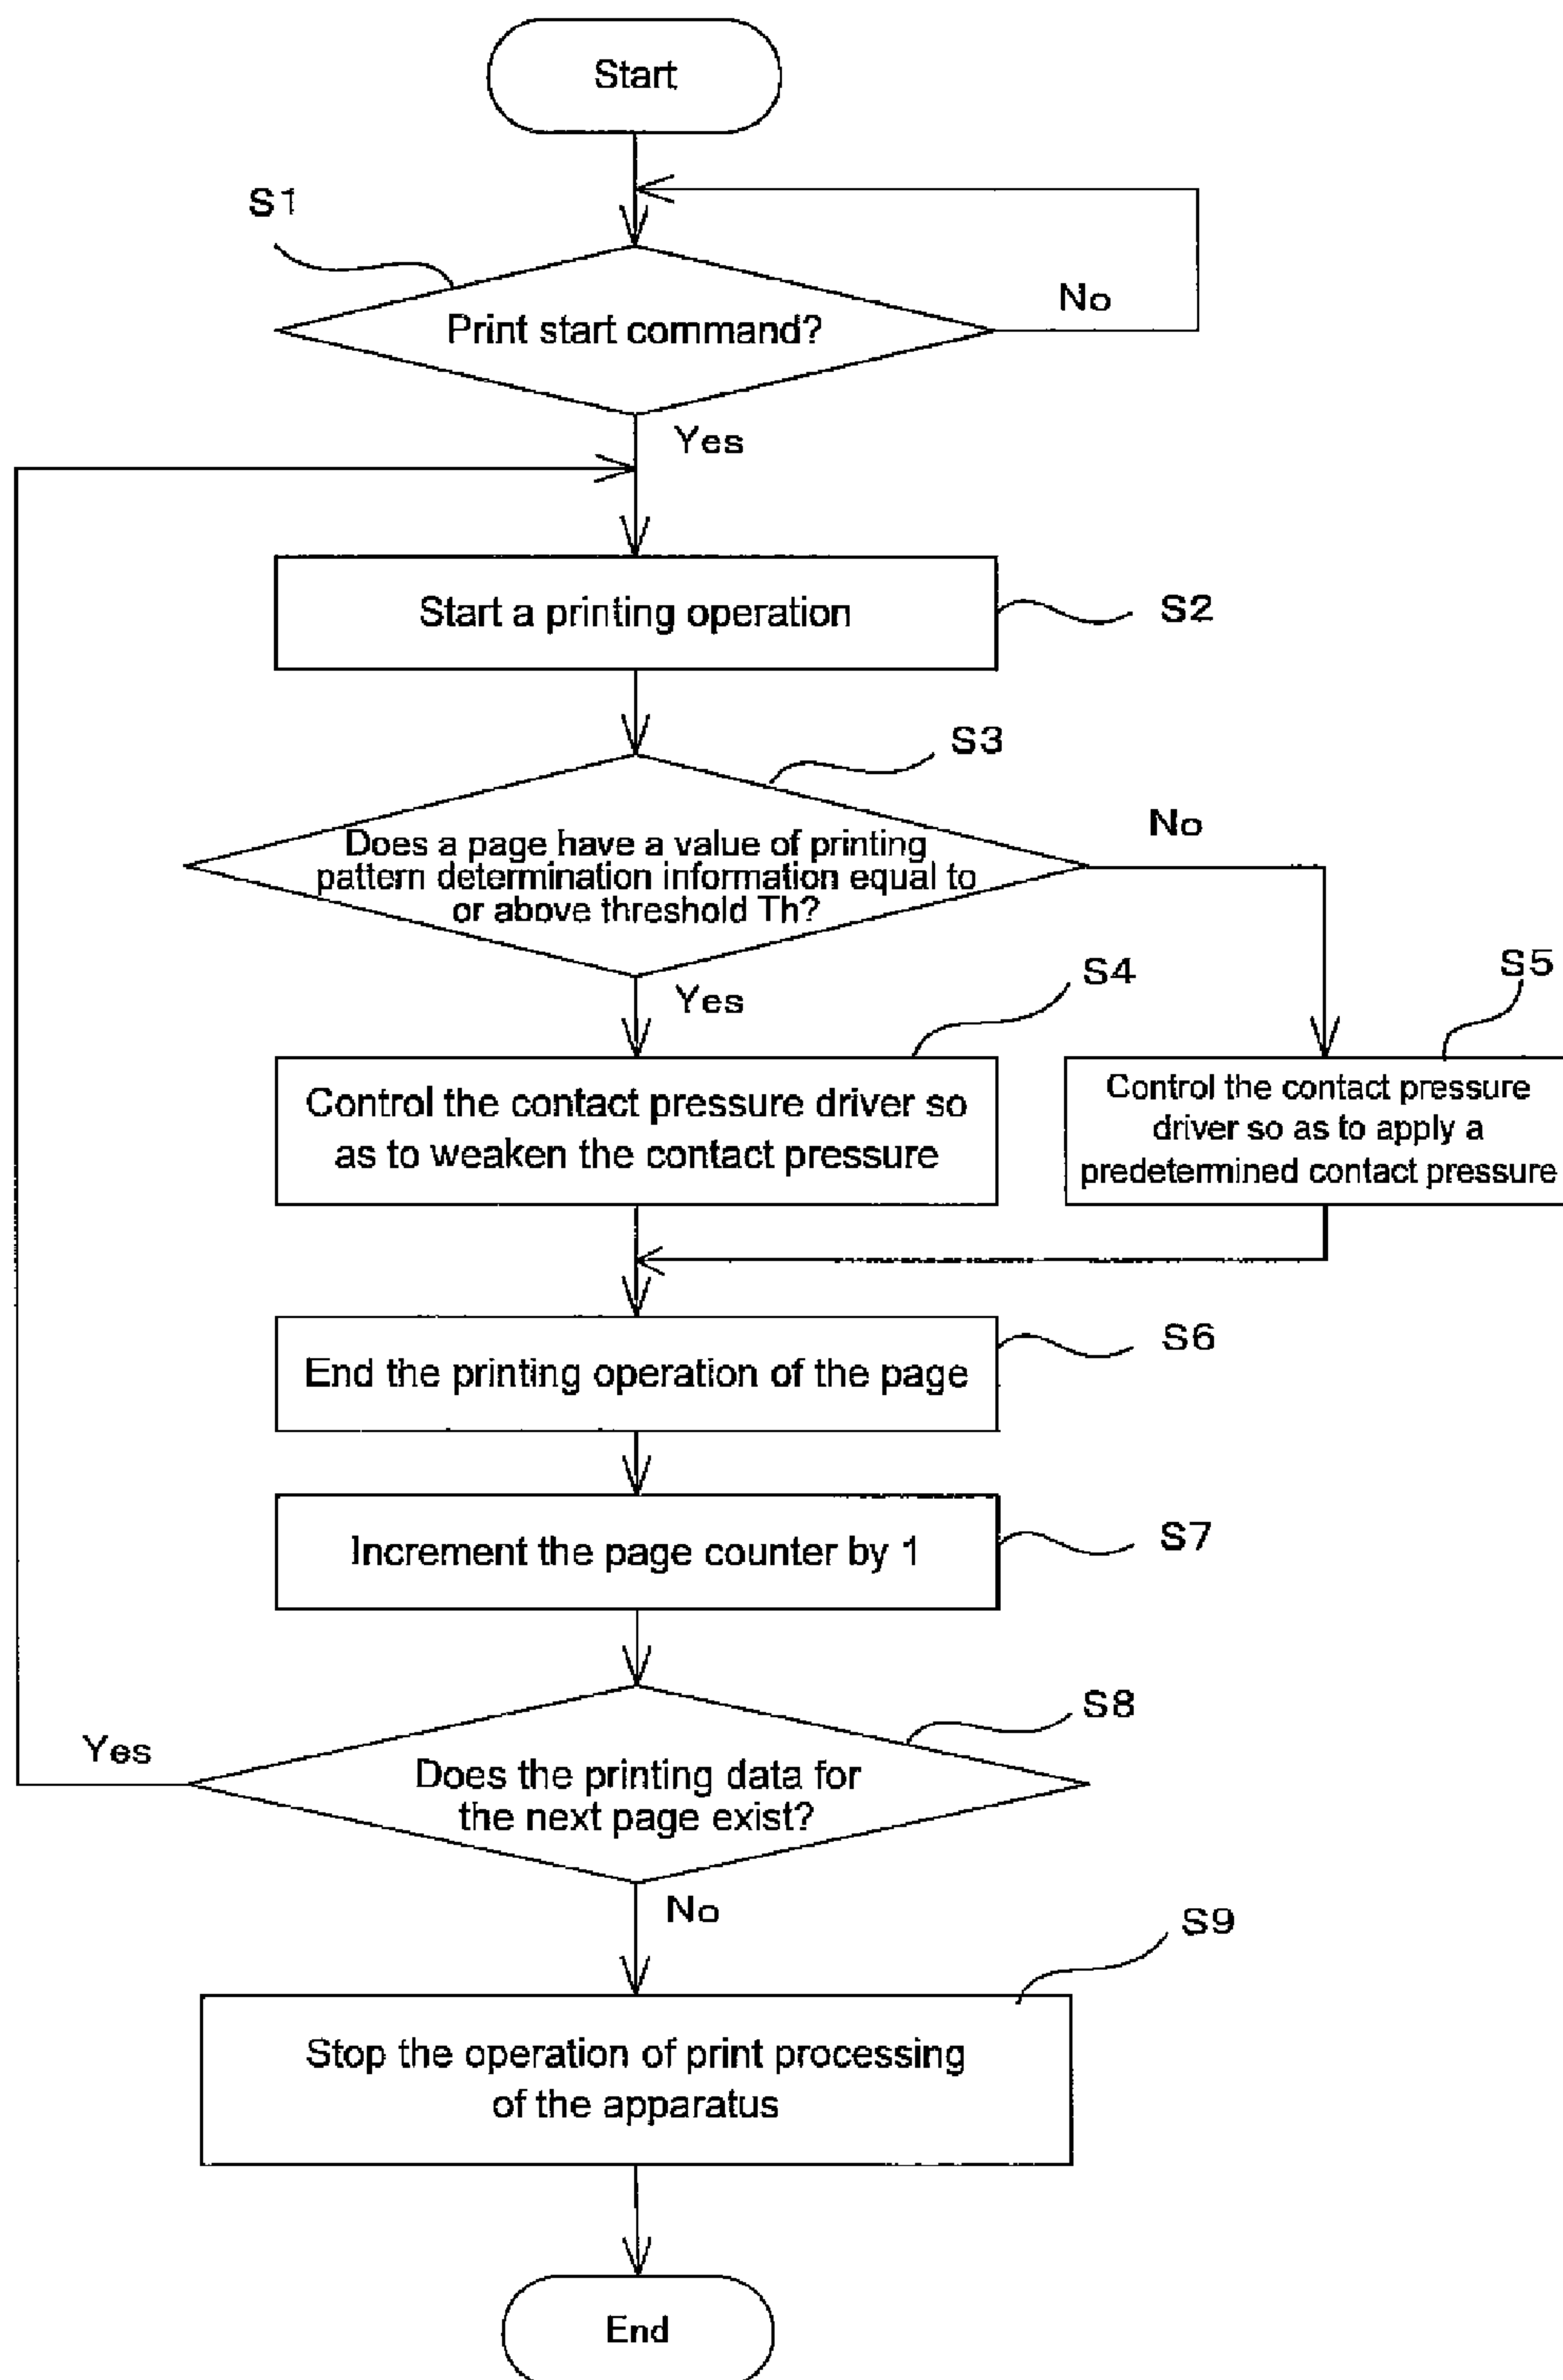 Start
S1
No
Print start command?
Yes
Start a printing operation
S2
S3
No
Does a page have a value of printing
pattern determination information equal to
or above threshold Th?
Yes
S4
S5
Control the contact pressure driver so
as to weaken the contact pressure
Control the contact pressure
driver so as to apply a
predetermined contact pressure
End the printing operation of the page
S6
Increment the page counter by 1
S7
S8
Yes
Does the printing data for
the next page exist?
No
S9
Stop the operation of print processing
of the apparatus
End